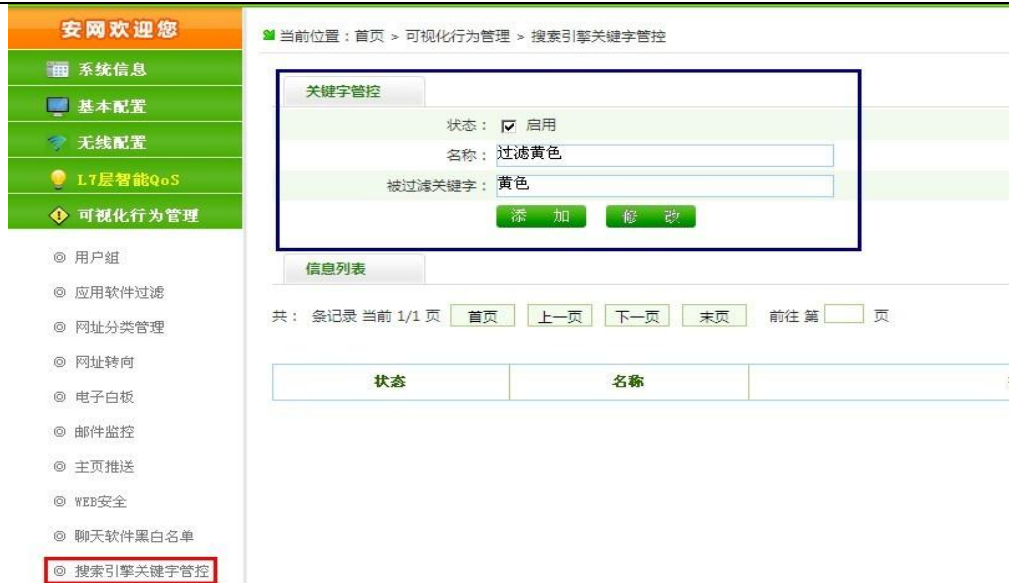 安网欢迎您
系统信息
基本配置
无线配置
L7层智能QoS
可视化行为管理
用户组
应用软件过滤
网址分类管理
网址转向
电子白板
邮件监控
主页推送
WEB安全
聊天软件黑白名单
搜索引擎关键字管控
当前位置：首页 > 可视化行为管理 > 搜索引擎关键字管控
关键字管控
状态： 启用
名称： 过滤黄色
被过滤关键字： 黄色
添 加 修 改
信息列表
共： 条记录 当前 1/1 页 首页 上一页 下一页 末页 前往 第 页
状态 名称